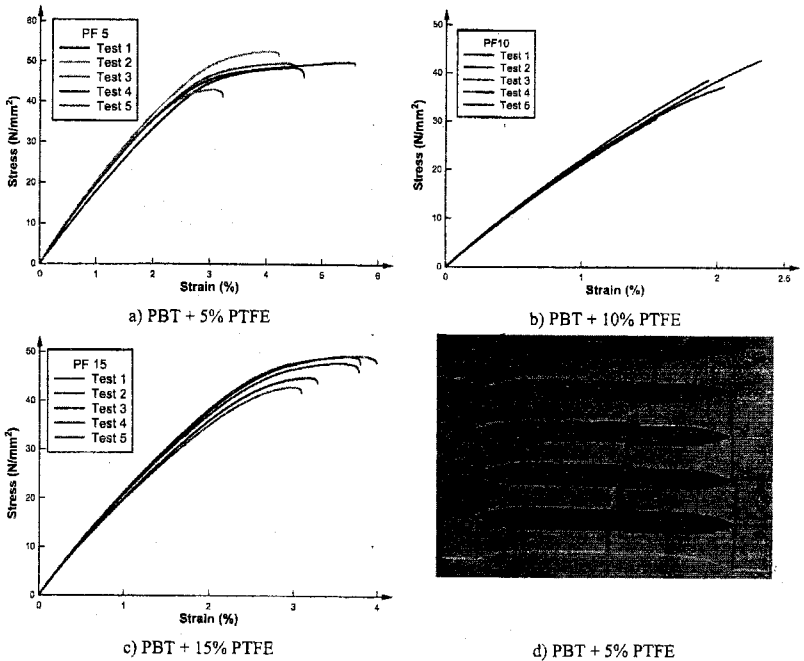 PF 5
Test 1
Test 2
Test 3
Test 4
Test 5
Stress (N/mm²)
60
50
40
30
20
10
0
0 1 2 3 4 5 6
Strain (%)
a) PBT + 5% PTFE
PF10
Test 1
Test 2
Test 3
Test 4
Test 5
Stress (N/mm²)
50
40
30
20
10
0
0 0.5 1 1.5 2 2.5
Strain (%)
b) PBT + 10% PTFE
PF 15
Test 1
Test 2
Test 3
Test 4
Test 5
Stress (N/mm²)
50
40
30
20
10
0
0 1 2 3 4
Strain (%)
c) PBT + 15% PTFE
d) PBT + 5% PTFE